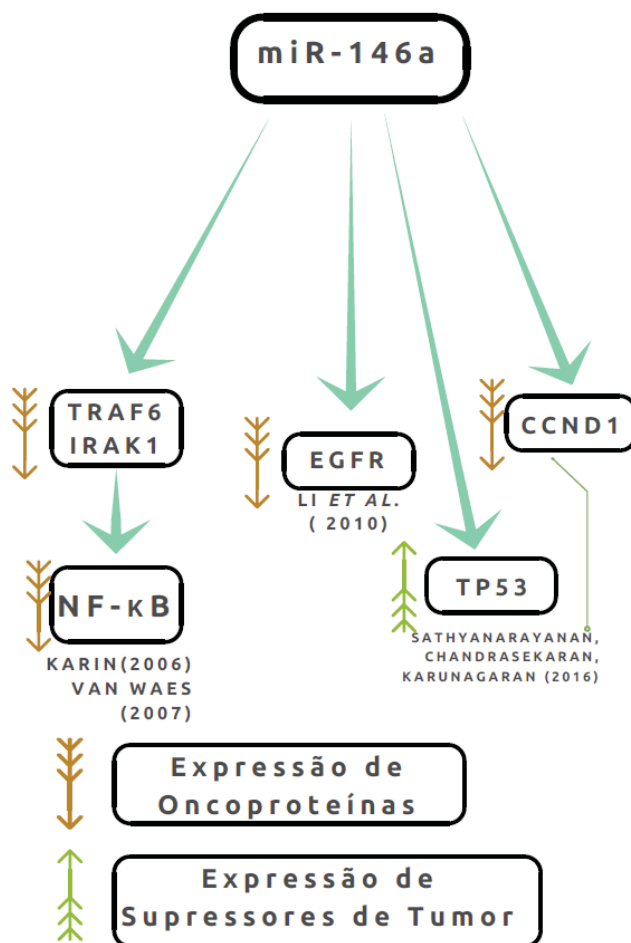 miR-146a
TRAF6
IRAK1
CCND1
EGFR
LI ET AL.
( 2010)
NF-κB
TP53
KARIN(2006)
VAN WAES
(2007)
SATHYANARAYANAN,
CHANDRASEKARAN,
KARUNAGARAN (2016)
Expressão de
Oncoproteínas
Expressão de
Supressores de Tumor